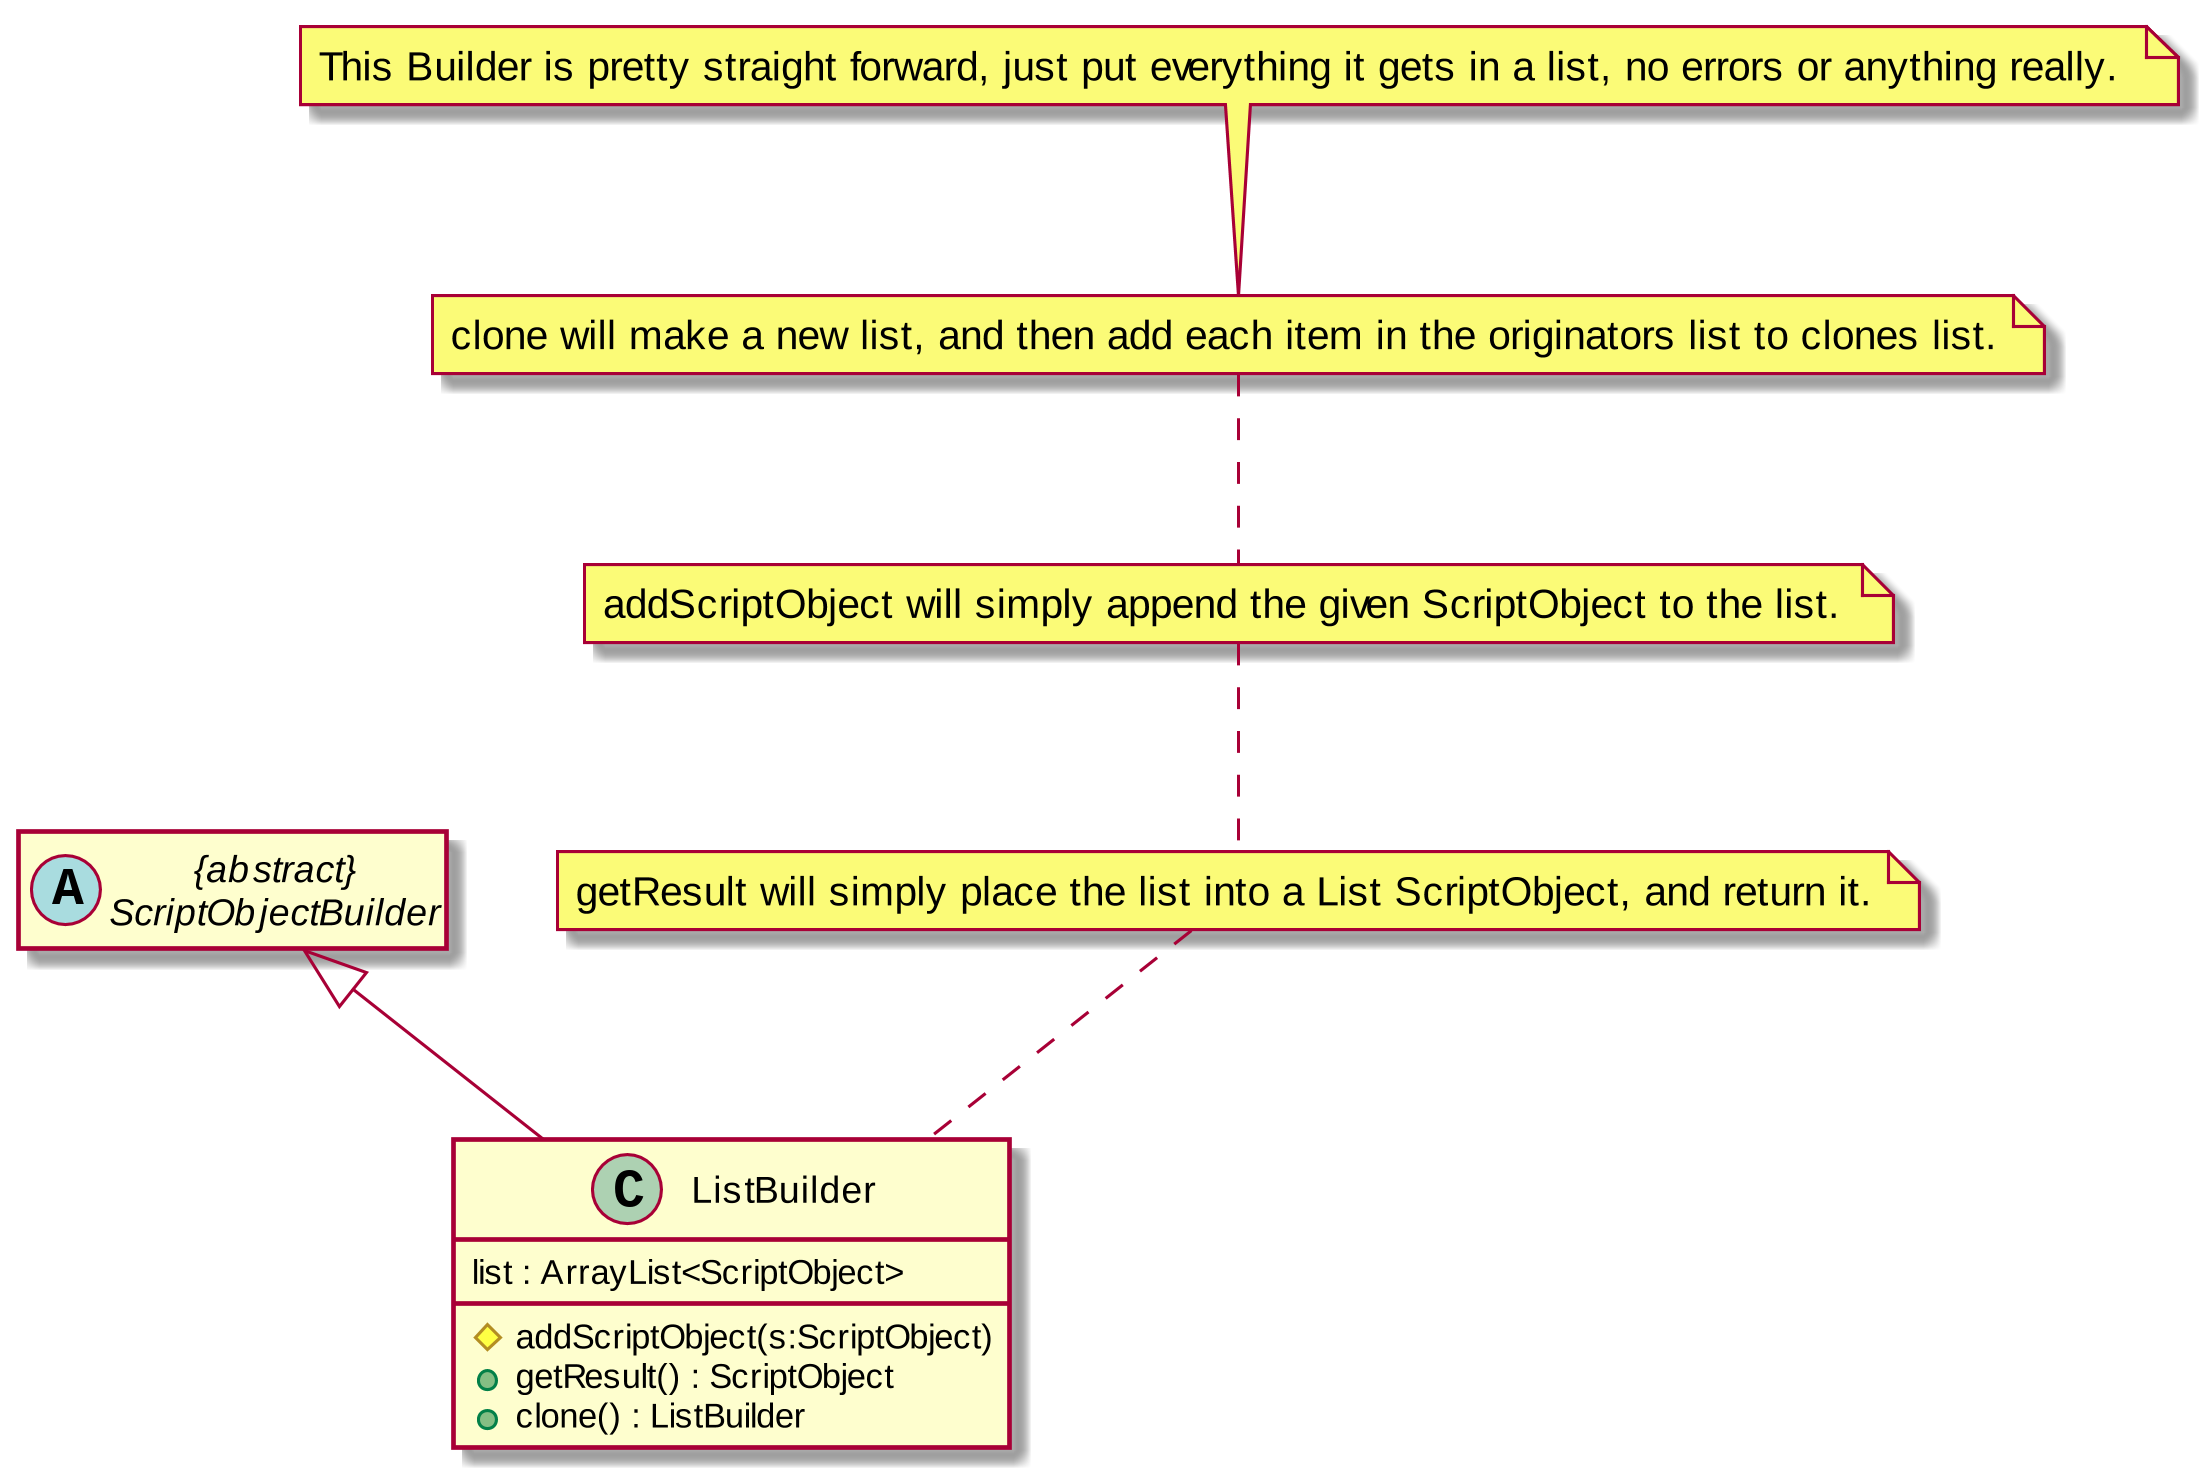 This Builder is pretty straight forward, just put everything it gets in a list, no errors or anything really.
clone will make a new list, and then add each item in the originators list to clones list.
addScriptObject will simply append the given ScriptObject to the list.
A
{abstract}
ScriptObjectBuilder
getResult will simply place the list into a List ScriptObject, and return it.
C ListBuilder
list : ArrayList<ScriptObject>
addScriptObject(s:ScriptObject)
getResult() : ScriptObject
clone() : ListBuilder